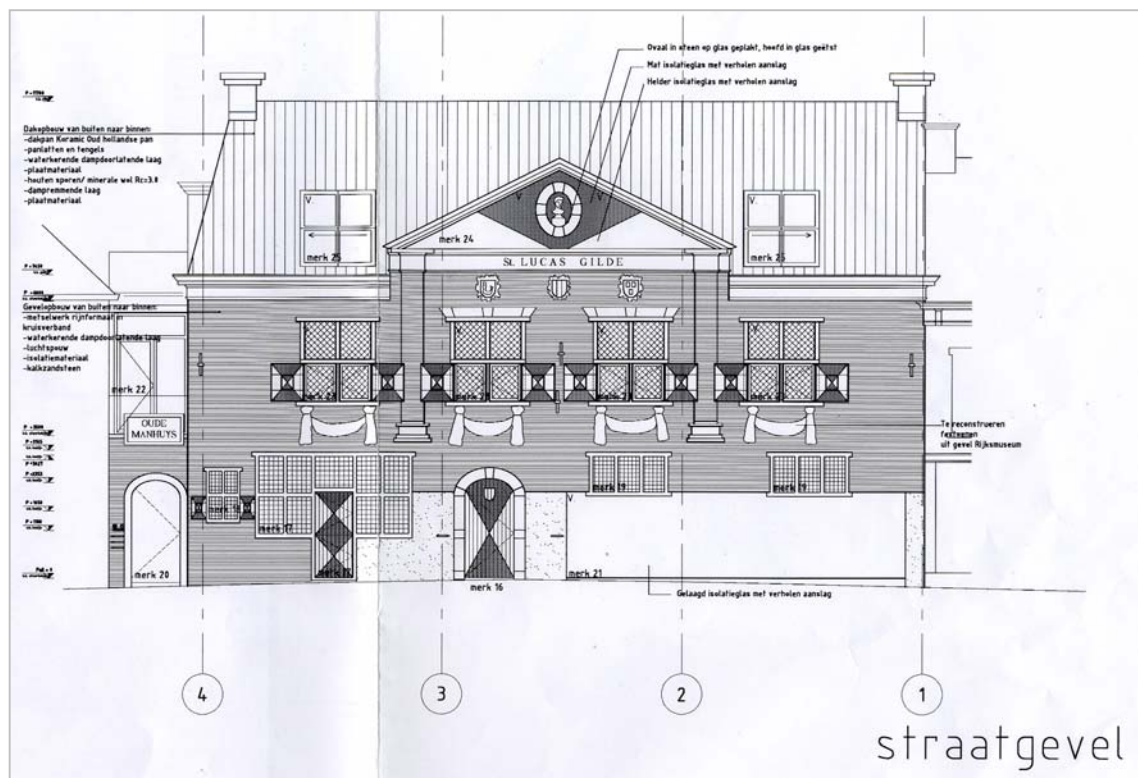 Ovaal in steen op glas geplakt, hoofd in glas geëtst
Mat isolatieglas met verholen aanslag
Helder isolatieglas met verholen aanslag
Dakopbouw van buiten naar binnen:
-dakpan Keramic Oud hollandse pan
-panlatten en tengels
-waterkerende dampdoorlatende laag
-plaatmateriaal
-houten sporen/ minerale wol Rc=3.0
-dampremmende laag
-plaatmateriaal
V.
V
V
V.
merk 24
merk 25
merk 25
St. LUCAS GILDE
Gevelopbouw van buiten naar binnen:
-metselwerk rijnformaat in
kruisverband
-waterkerende dampdoorlatende laag
-luchtspouw
-isolatiemateriaal
-kalkzandsteen
V.
V.
V.
V.
merk 22
OUDE
MANHUYS
Te reconstrueren
festoenen
uit gevel Rijksmuseum
merk 19
merk 19
merk 17
V.
merk 20
merk 16
merk 21
Gelaagd isolatieglas met verholen aanslag
4
3
2
1
straatgevel